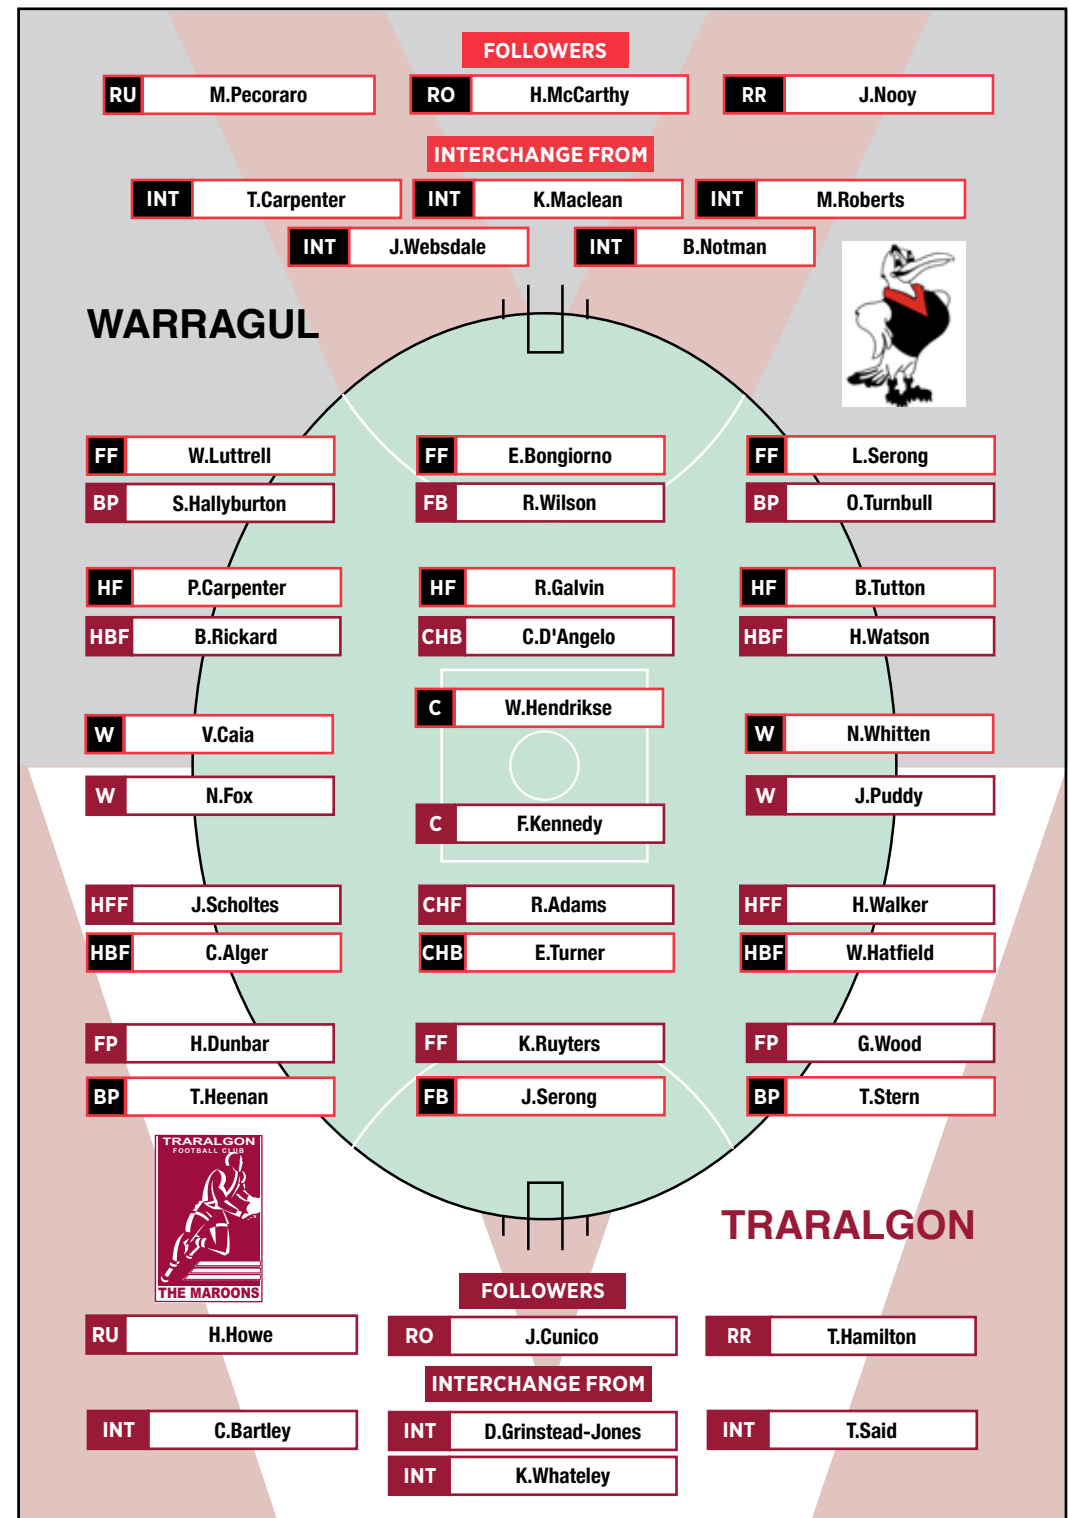 FOLLOWERS
RU M.Pecoraro RO H.McCarthy RR J.Nooy
INTERCHANGE FROM
INT T.Carpenter INT K.Maclean INT M.Roberts
INT J.Websdale INT B.Notman
WARRAGUL
FF W.Luttrell FF E.Bongiorno FF L.Serong
BP S.Hallyburton FB R.Wilson BP O.Turnbull
HF P.Carpenter HF R.Galvin HF B.Tutton
HBF B.Rickard CHB C.D'Angelo HBF H.Watson
C W.Hendrikse
W V.Caia W N.Whitten
W N.Fox W J.Puddy
C F.Kennedy
HFF J.Scholtes CHF R.Adams HFF H.Walker
HBF C.Alger CHB E.Turner HBF W.Hatfield
FP H.Dunbar FF K.Ruyters FP G.Wood
BP T.Heenan FB J.Serong BP T.Stern
TRARALGON
FOOTBALL CLUB
THE MAROONS
TRARALGON
FOLLOWERS
RU H.Howe RO J.Cunico RR T.Hamilton
INTERCHANGE FROM
INT C.Bartley INT D.Grinstead-Jones INT T.Said
INT K.Whateley